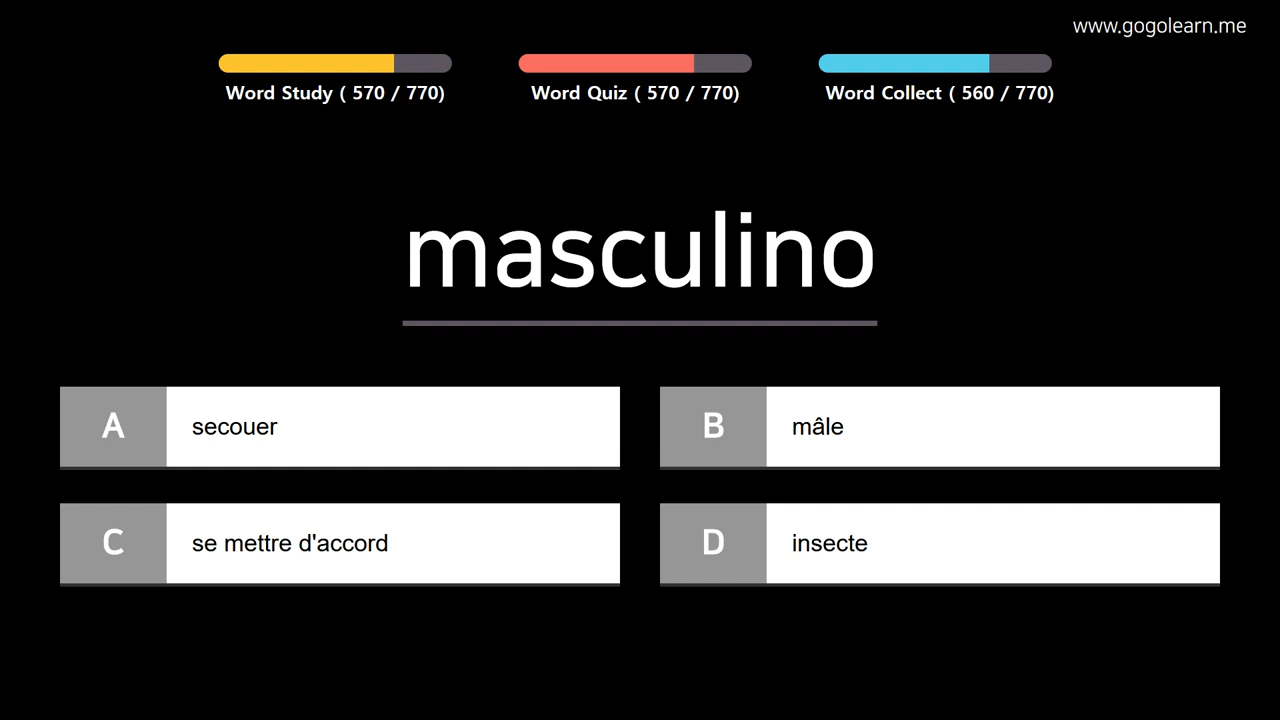 www.gogolearn.me
Word Study ( 570 / 770)
Word Quiz ( 570 / 770)
Word Collect ( 560 / 770)
masculino
A
secouer
B
mâle
C
se mettre d'accord
D
insecte